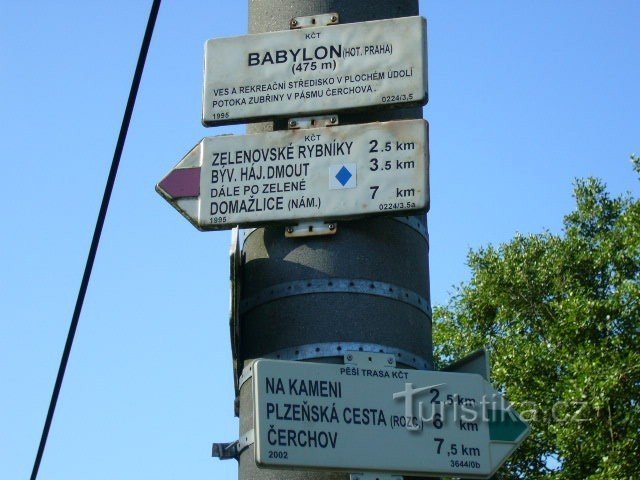 KČT
BABYLON (HOT. PRAHA)
(475 m)
VES A REKREAČNÍ STŘEDISKO V PLOCHÉM ÚDOLÍ
POTOKA ZUBŘINY V PÁSMU ČERCHOVA.
1995 0224/3,5
KČT
ZELENOVSKÉ RYBNÍKY 2.5 km
BÝV. HÁJ. DMOUT 3.5 km
DÁLE PO ZELENÉ
DOMAŽLICE (NÁM.) 7 km
1995 0224/3.5a
PĚŠÍ TRASA KČT
NA KAMENI 2,5 km
PLZEŇSKÁ CESTA (ROZC.) 6 km
ČERCHOV 7,5 km
2002 3644/10b
turistika.cz